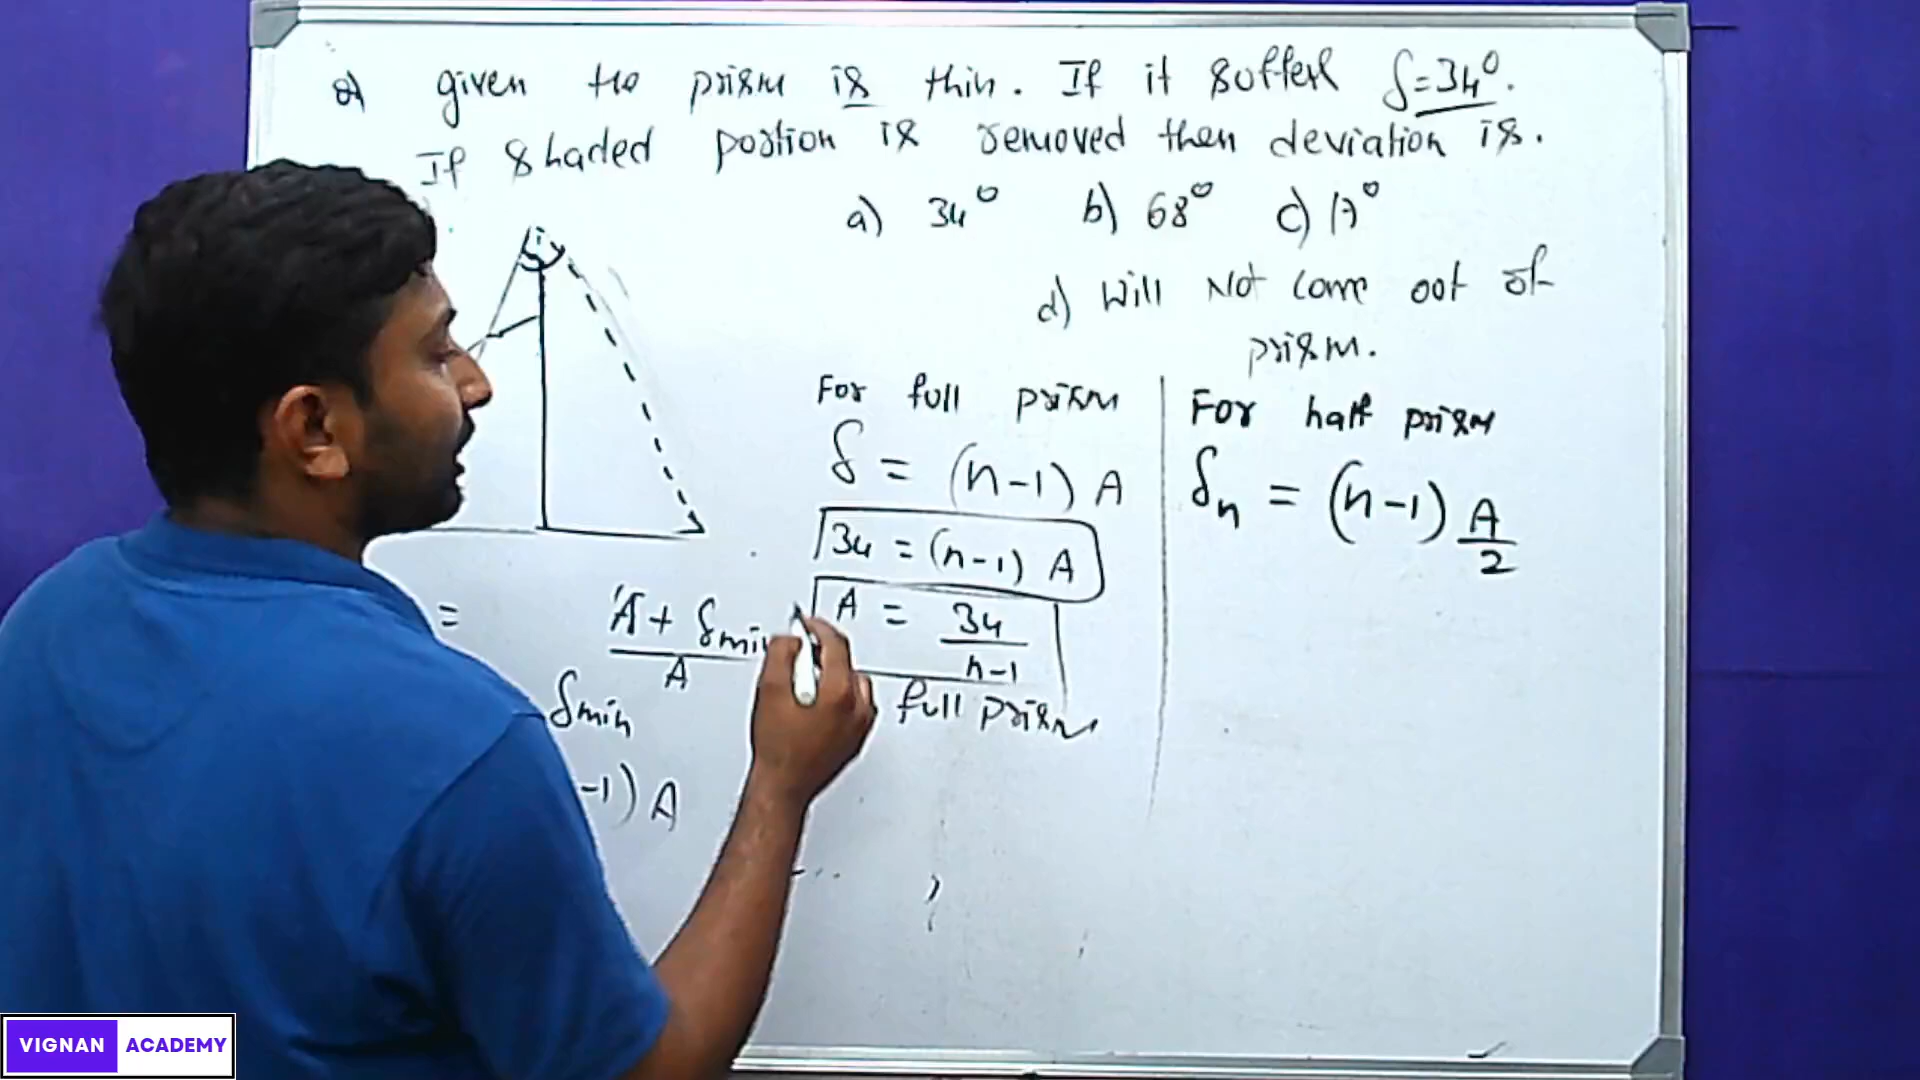 Q) given the prism is thin. If it suffer δ=34°.
If shaded portion is removed then deviation is.
a) 34° b) 68° c) 17°
d) Will Not Come out of
prism.
For full prism
δ = (n-1) A
34 = (n-1) A
A = 34/(n-1)
full prism
For half prism
δn = (n-1) A/2
= (A + δmin)/A
δmin
-1) A
VIGNAN ACADEMY